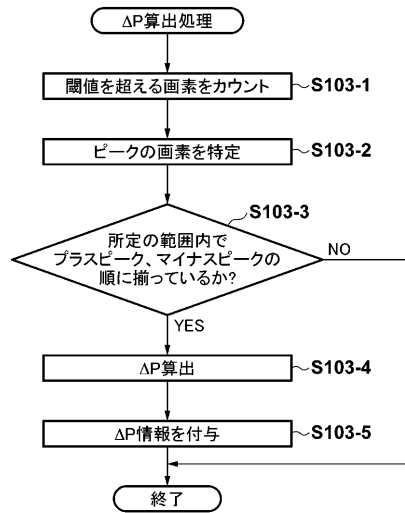 ΔP算出処理
閾値を超える画素をカウント
S103-1
ピークの画素を特定
S103-2
S103-3
所定の範囲内で
プラスピーク、マイナスピークの
順に揃っているか?
NO
YES
ΔP算出
S103-4
ΔP情報を付与
S103-5
終了